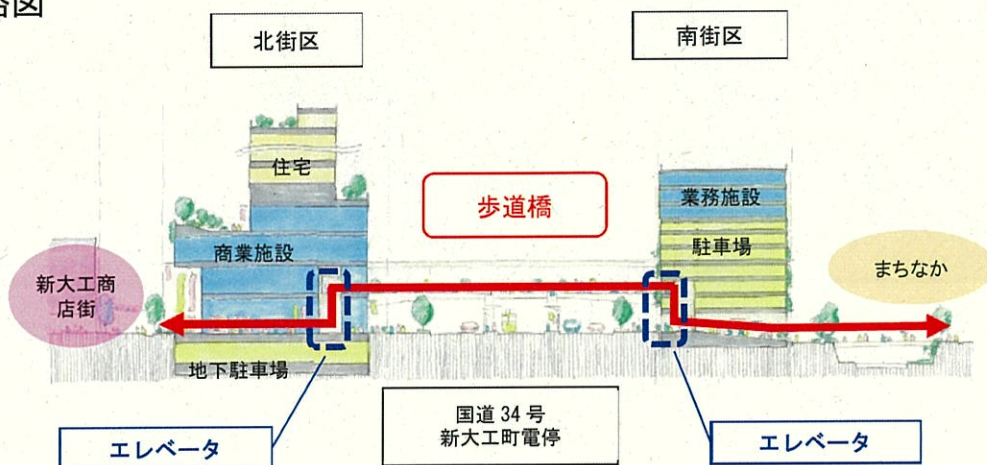 北街区
南街区
住宅
歩道橋
業務施設
商業施設
駐車場
新大工商
店街
まちなか
地下駐車場
国道 34 号
新大工町電停
エレベータ
エレベータ